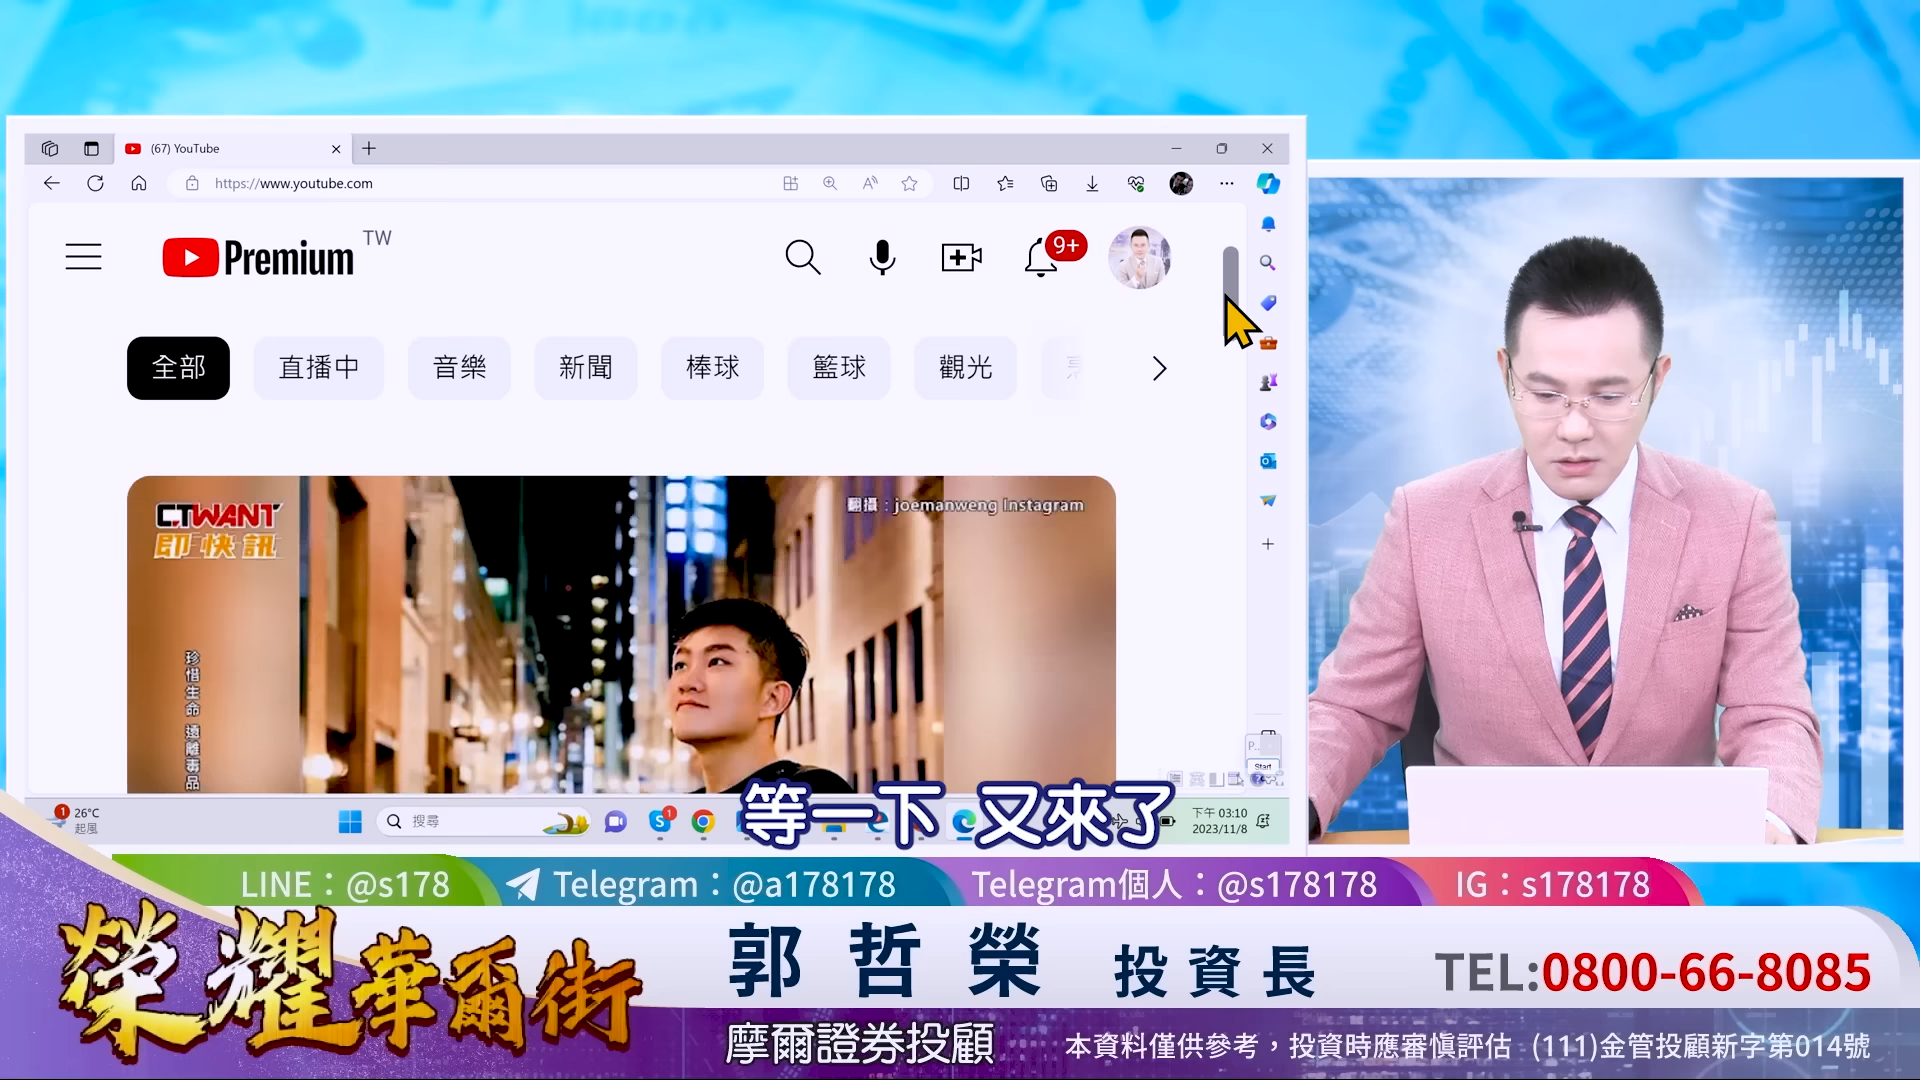 (67) YouTube
https://www.youtube.com
Premium
TW
9+
全部
直播中
音樂
新聞
棒球
籃球
觀光
CTWANT
即快訊
翻攝：joemanweng Instagram
珍惜生命 遠離毒品
P...
Start
1
26°C
起風
搜尋
1
下午 03:10
2023/11/8
等一下 又來了
LINE：@s178
Telegram：@a178178
Telegram個人：@s178178
IG：s178178
榮耀華爾街
郭哲榮 投資長
TEL:0800-66-8085
摩爾證券投顧
本資料僅供參考，投資時應審慎評估 (111)金管投顧新字第014號